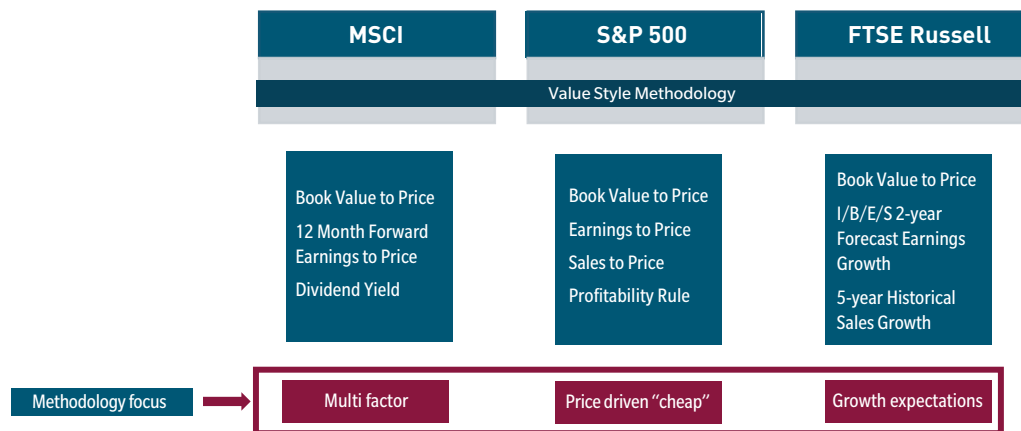 MSCI
S&P 500
FTSE Russell
Value Style Methodology
Book Value to Price
12 Month Forward
Earnings to Price
Dividend Yield
Book Value to Price
Earnings to Price
Sales to Price
Profitability Rule
Book Value to Price
I/B/E/S 2-year
Forecast Earnings
Growth
5-year Historical
Sales Growth
Methodology focus
Multi factor
Price driven “cheap”
Growth expectations